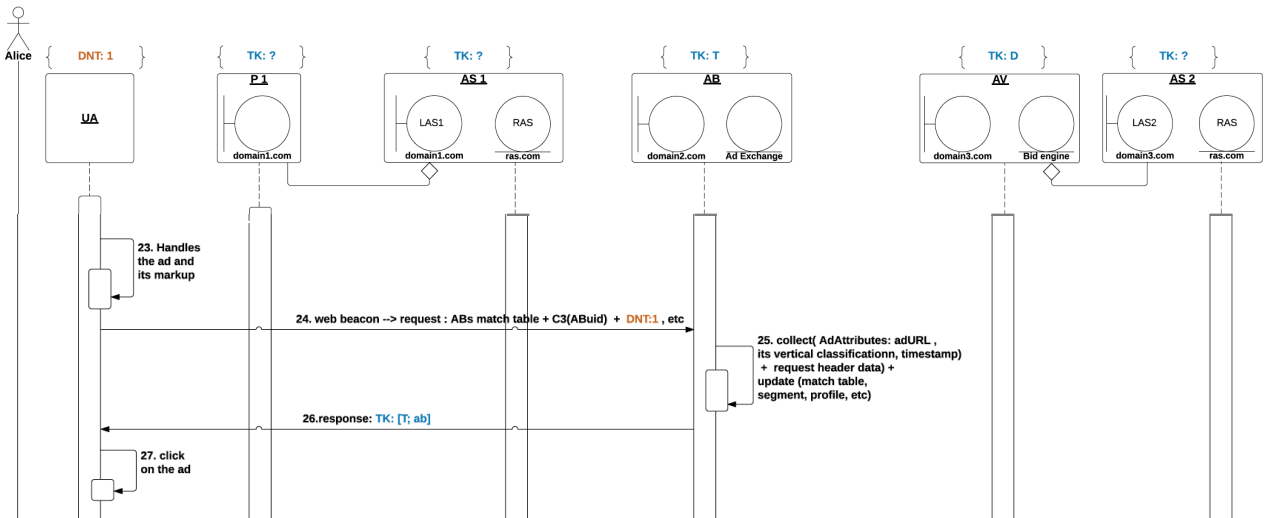 Alice
DNT: 1
TK: ?
TK: ?
TK: T
TK: D
TK: ?
UA
P 1
AS 1
AB
AV
AS 2
LAS1
RAS
LAS2
RAS
domain1.com
domain1.com
ras.com
domain2.com
Ad Exchange
domain3.com
Bid engine
domain3.com
ras.com
23. Handles
the ad and
its markup
24. web beacon --> request : ABs match table + C3(ABuid) + DNT:1 , etc
25. collect( AdAttributes: adURL ,
its vertical classificationn, timestamp)
+ request header data) +
update (match table,
segment, profile, etc)
26.response: TK: [T; ab]
27. click
on the ad